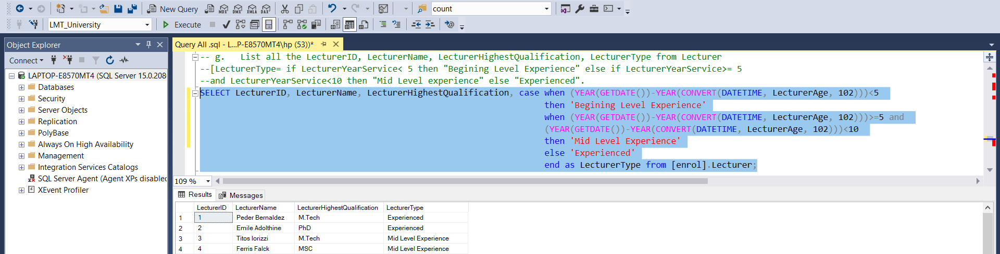 New Query
MDX DMX XMLA DAX
count
LMT_University
Execute
Object Explorer
Query All .sql - L...P-E8570MT4\hp (53))*
Connect
LAPTOP-E8570MT4 (SQL Server 15.0.208
Databases
Security
Server Objects
Replication
PolyBase
Always On High Availability
Management
Integration Services Catalogs
SQL Server Agent (Agent XPs disabled
XEvent Profiler
-- g.   List all the LecturerID, LecturerName, LecturerHighestQualification, LecturerType from Lecturer
--[LecturerType= if LecturerYearService< 5 then "Begining Level Experience" else if LecturerYearService>= 5
--and LecturerYearService<10 then "Mid Level experience" else "Experienced".
SELECT LecturerID, LecturerName, LecturerHighestQualification, case when (YEAR(GETDATE())-YEAR(CONVERT(DATETIME, LecturerAge, 102)))<5
then 'Begining Level Experience'
when (YEAR(GETDATE())-YEAR(CONVERT(DATETIME, LecturerAge, 102)))>=5 and
(YEAR(GETDATE())-YEAR(CONVERT(DATETIME, LecturerAge, 102)))<10
then 'Mid Level Experience'
else 'Experienced'
end as LecturerType from [enrol].Lecturer;
109 %
Results Messages
LecturerID LecturerName LecturerHighestQualification LecturerType
1 1 Peder Bernaldez M.Tech Experienced
2 2 Emile Adolthine PhD Experienced
3 3 Titos Iorizzi M.Tech Mid Level Experience
4 4 Ferris Falck MSC Mid Level Experience